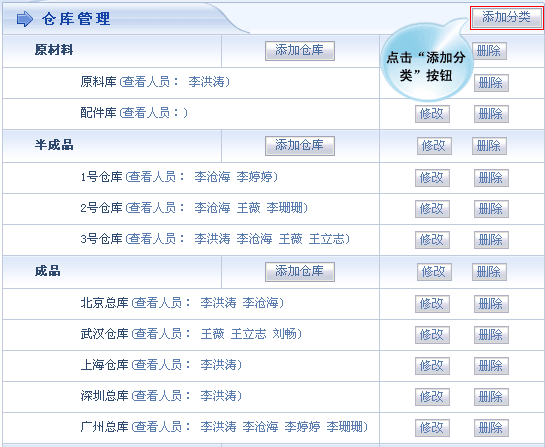 仓库管理 添加分类
原材料 添加仓库 删除
点击“添加分
类”按钮
原料库(查看人员： 李洪涛) 删除
配件库(查看人员：) 修改 删除
半成品 添加仓库 修改 删除
1号仓库(查看人员： 李沧海 李婷婷) 修改 删除
2号仓库(查看人员： 李沧海 王薇 李珊珊) 修改 删除
3号仓库(查看人员： 李洪涛 李沧海 王薇 王立志) 修改 删除
成品 添加仓库 修改 删除
北京总库(查看人员： 李洪涛 李沧海) 修改 删除
武汉仓库(查看人员： 王薇 王立志 刘畅) 修改 删除
上海仓库(查看人员： 李洪涛) 修改 删除
深圳总库(查看人员： 李洪涛) 修改 删除
广州总库(查看人员： 李洪涛 李沧海 李婷婷 李珊珊) 修改 删除